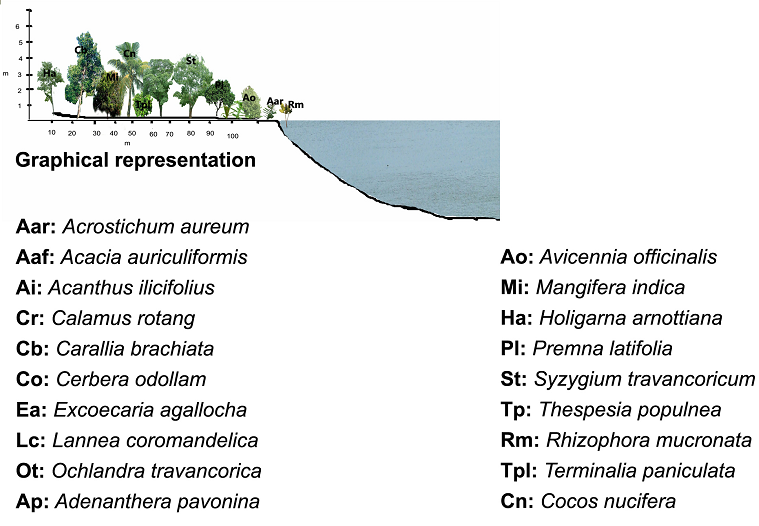 6
5
4
3
2
1
m
Ha
Cb
Mi
Cn
Tpl
St
Ao
Aar
Rm
10 20 30 40 50 60 70 80 90 100
m
Graphical representation
Aar: Acrostichum aureum
Aaf: Acacia auriculiformis
Ai: Acanthus ilicifolius
Cr: Calamus rotang
Cb: Carallia brachiata
Co: Cerbera odollam
Ea: Excoecaria agallocha
Lc: Lannea coromandelica
Ot: Ochlandra travancorica
Ap: Adenanthera pavonina
Ao: Avicennia officinalis
Mi: Mangifera indica
Ha: Holigarna arnottiana
Pl: Premna latifolia
St: Syzygium travancoricum
Tp: Thespesia populnea
Rm: Rhizophora mucronata
Tpl: Terminalia paniculata
Cn: Cocos nucifera